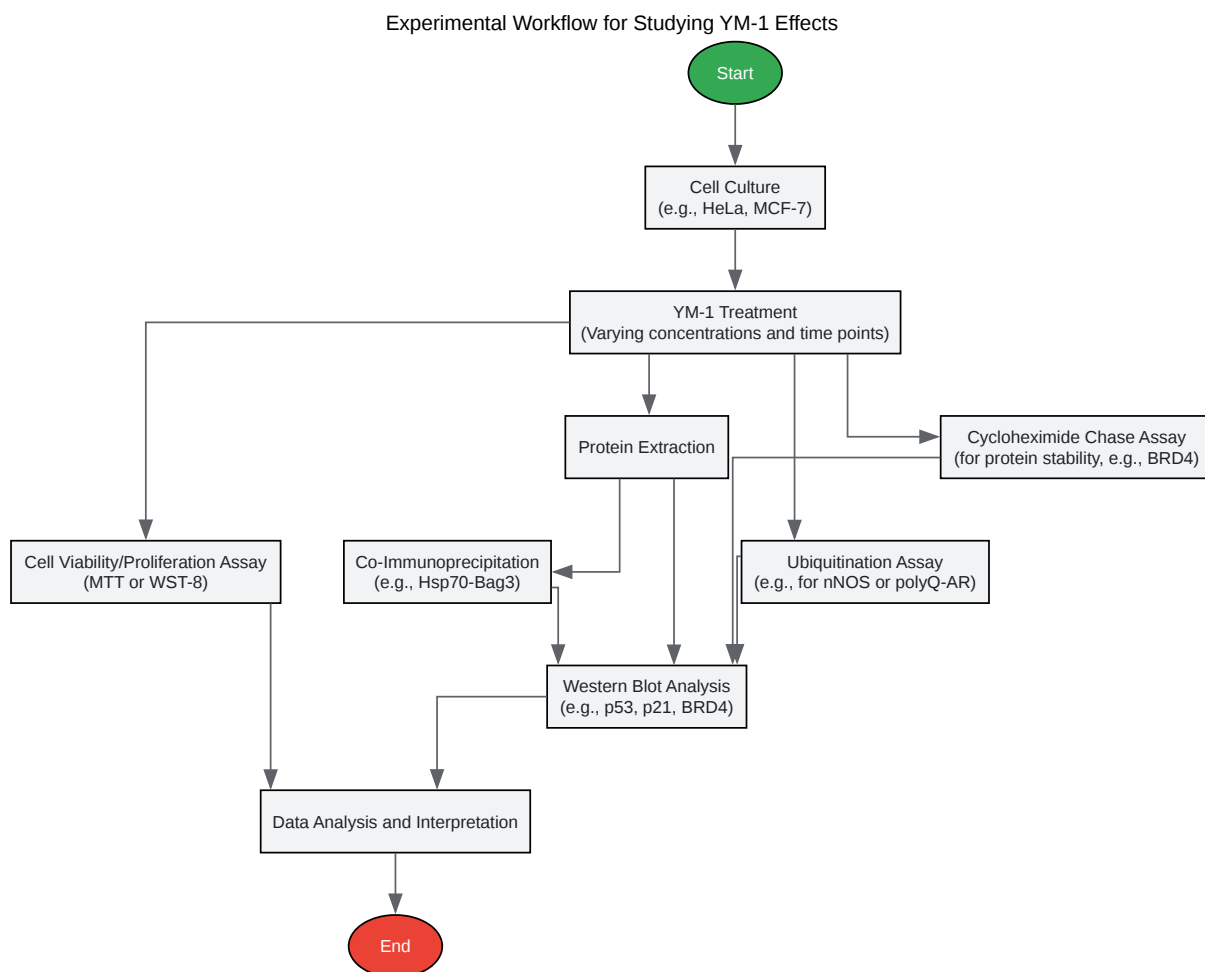 Experimental Workflow for Studying YM-1 Effects
Start
Cell Culture
(e.g., HeLa, MCF-7)
YM-1 Treatment
(Varying concentrations and time points)
Protein Extraction
Cycloheximide Chase Assay
(for protein stability, e.g., BRD4)
Cell Viability/Proliferation Assay
(MTT or WST-8)
Co-Immunoprecipitation
(e.g., Hsp70-Bag3)
Ubiquitination Assay
(e.g., for nNOS or polyQ-AR)
Western Blot Analysis
(e.g., p53, p21, BRD4)
Data Analysis and Interpretation
End